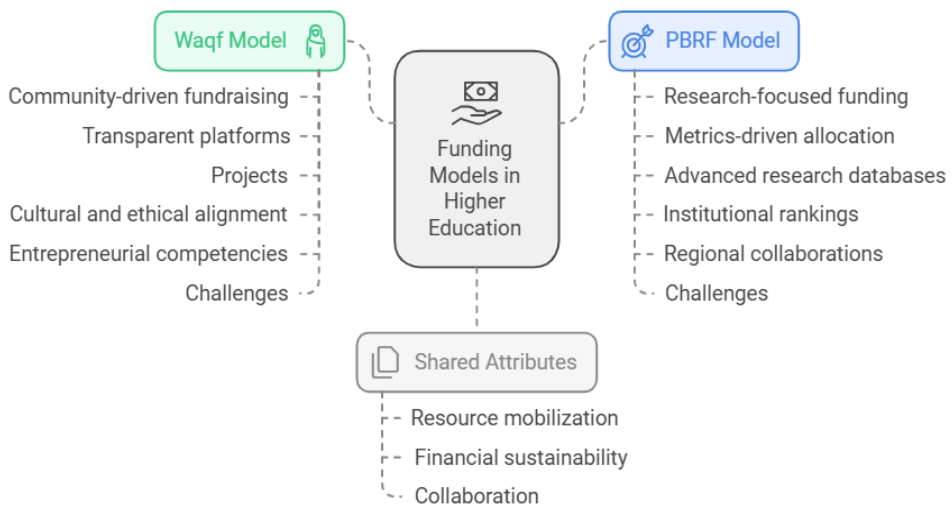 Waqf Model
Community-driven fundraising
Transparent platforms
Projects
Cultural and ethical alignment
Entrepreneurial competencies
Challenges
Funding
Models in
Higher
Education
PBRF Model
Research-focused funding
Metrics-driven allocation
Advanced research databases
Institutional rankings
Regional collaborations
Challenges
Shared Attributes
Resource mobilization
Financial sustainability
Collaboration